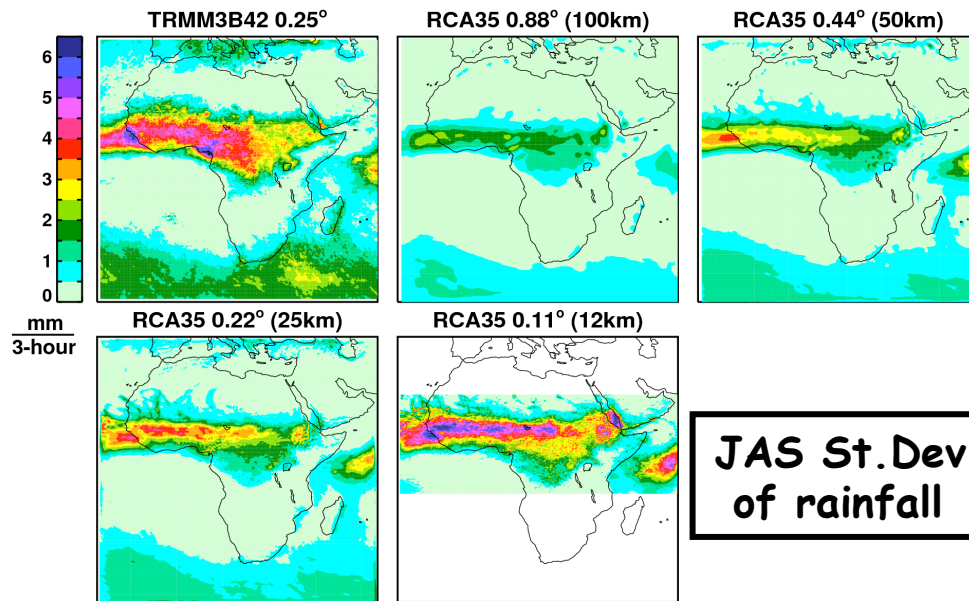 TRMM3B42 0.25°
RCA35 0.88° (100km)
RCA35 0.44° (50km)
6
5
4
3
2
1
0
mm
3-hour
RCA35 0.22° (25km)
RCA35 0.11° (12km)
JAS St.Dev
of rainfall